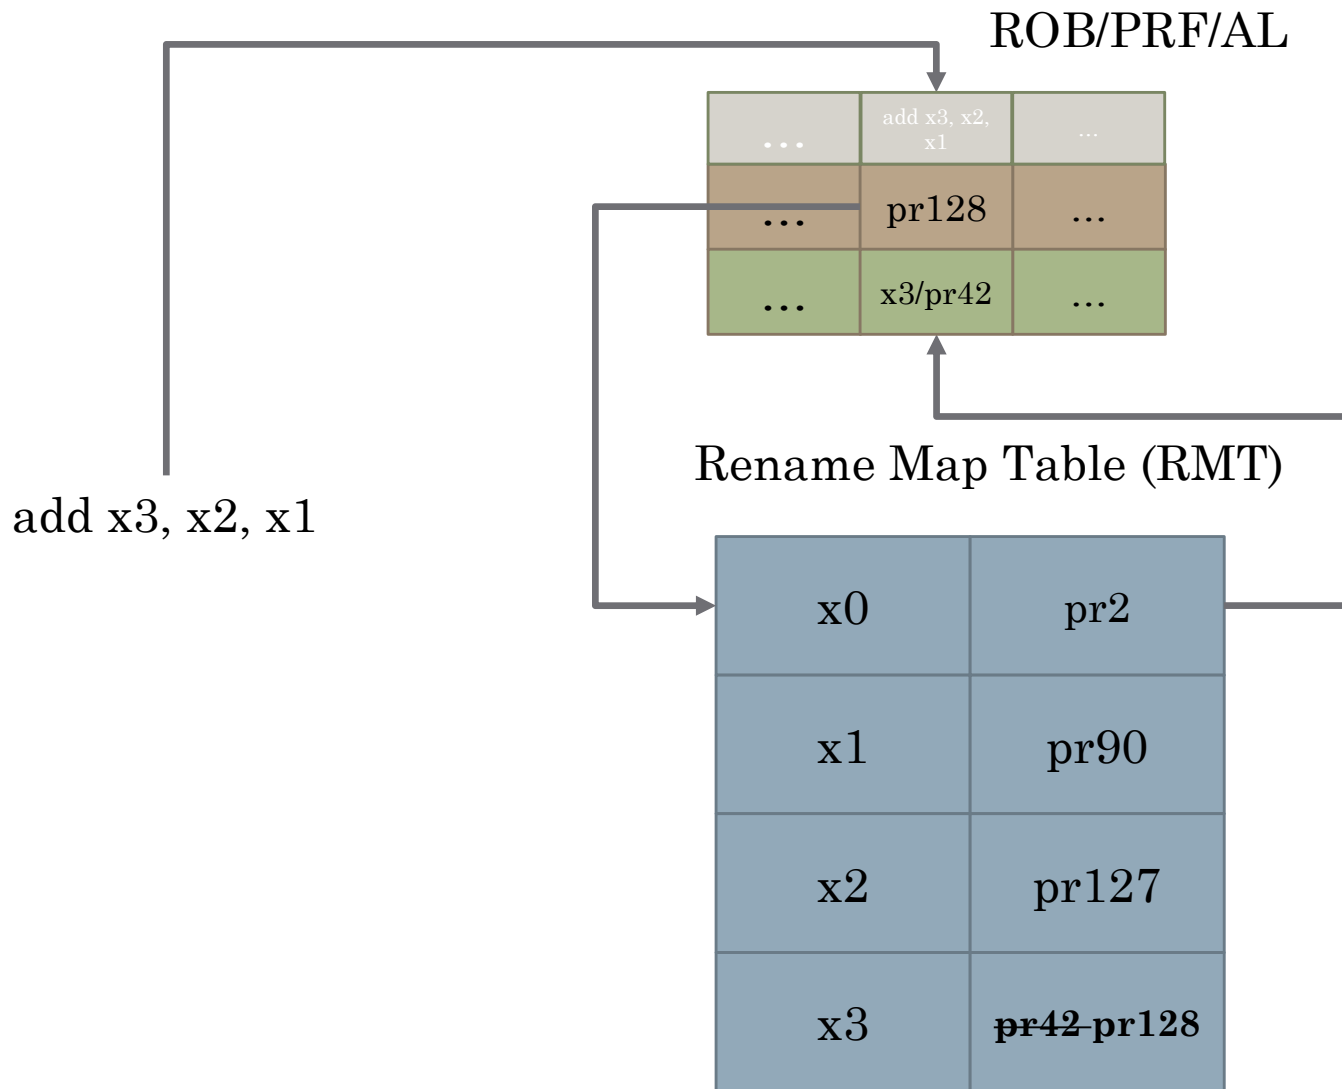 ROB/PRF/AL
... add x3, x2, ...
x1
... pr128 ...
... x3/pr42 ...
Rename Map Table (RMT)
add x3, x2, x1
x0 pr2
x1 pr90
x2 pr127
x3 pr42 pr128